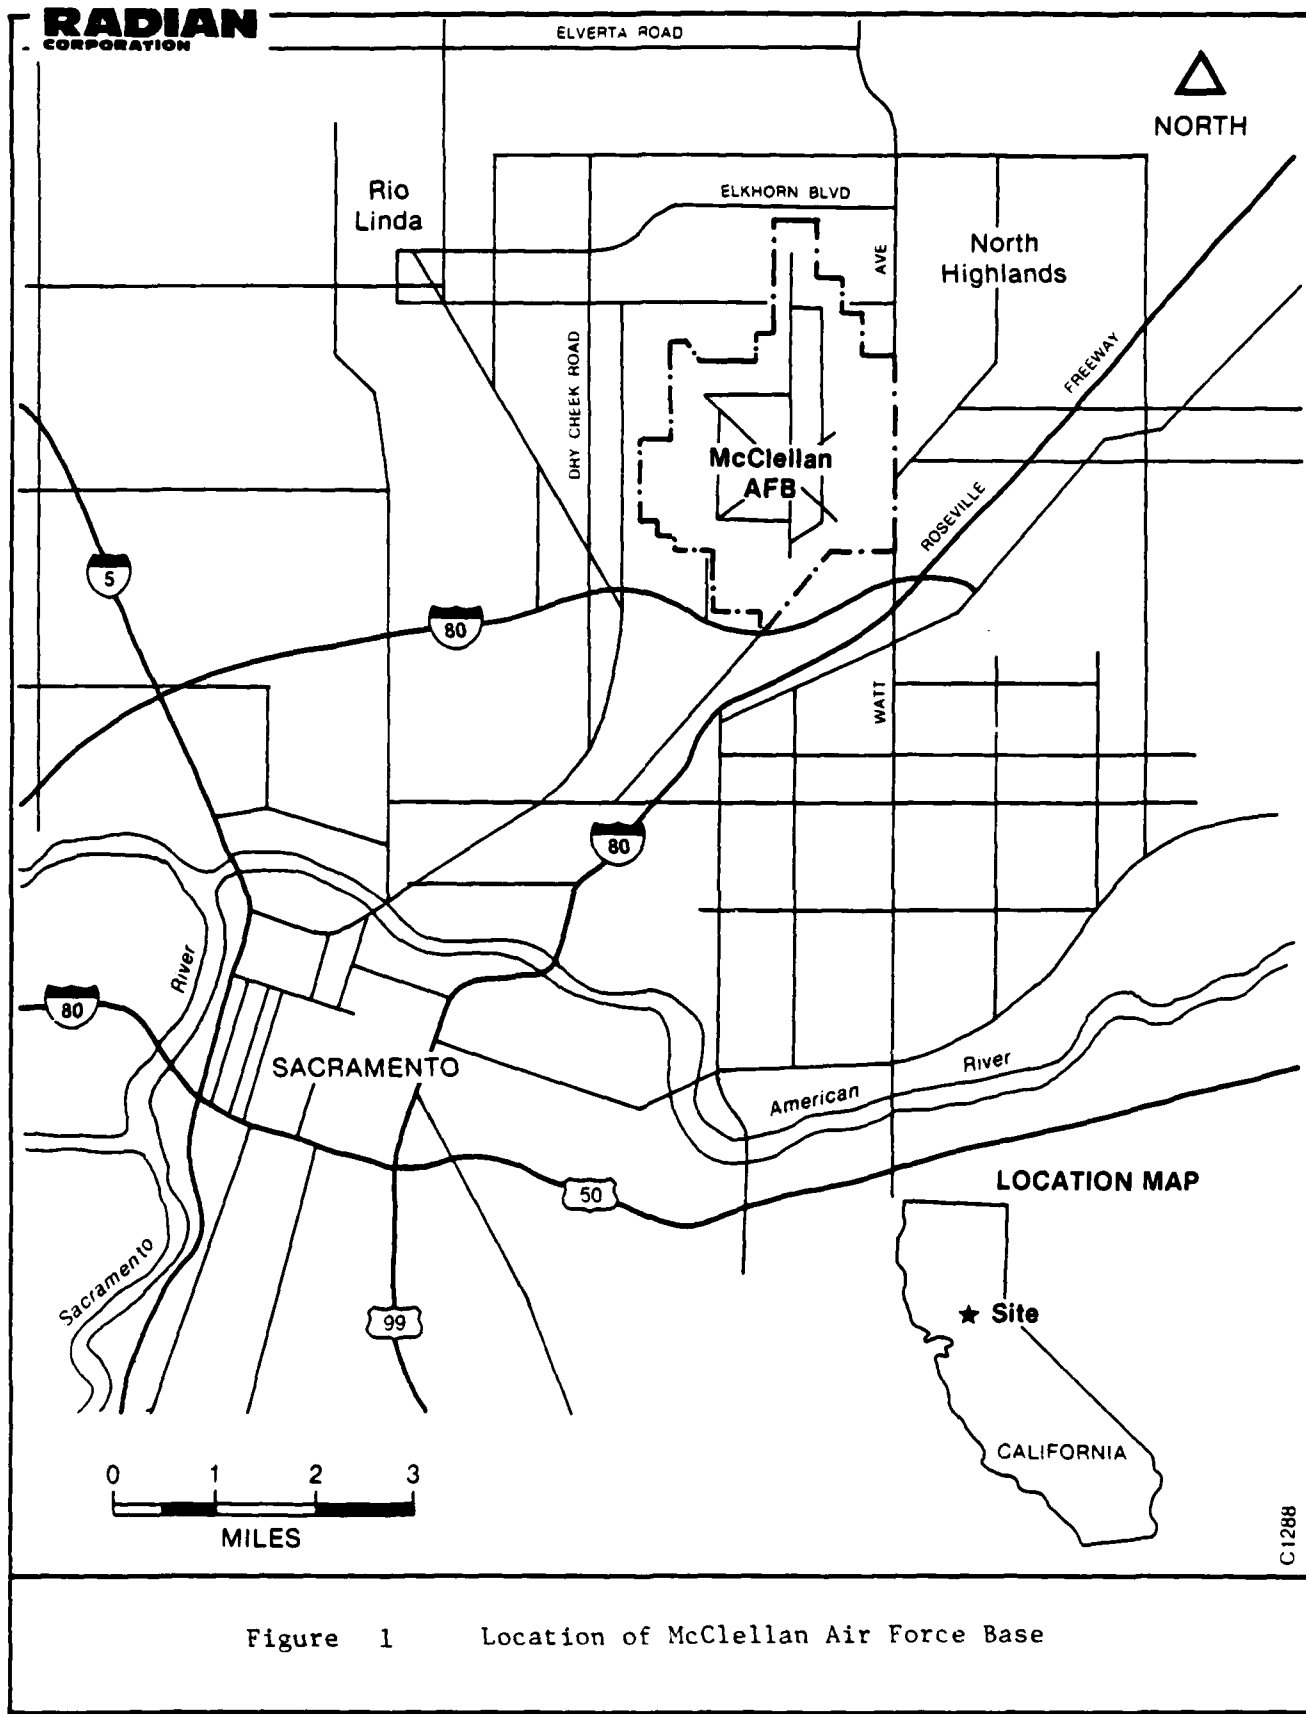 RADIAN
CORPORATION
ELVERTA ROAD
NORTH
Rio
Linda
ELKHORN BLVD
AVE
North
Highlands
DRY CHEEK ROAD
FREEWAY
McClellan
AFB
ROSEVILLE
5
80
WATT
80
River
80
SACRAMENTO
River
American
50
LOCATION MAP
Sacramento
99
Site
CALIFORNIA
0 1 2 3
MILES
C1288
Figure 1 Location of McClellan Air Force Base